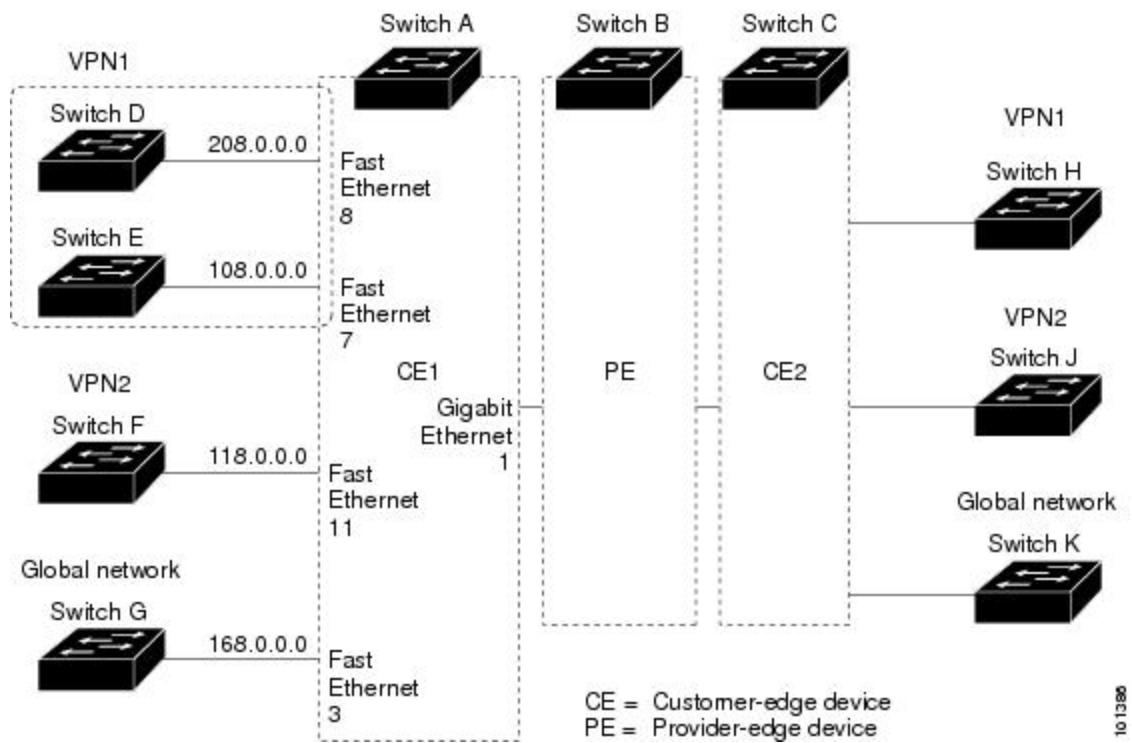 Switch A
Switch B
Switch C
VPN1
Switch D
208.0.0.0
Fast
Ethernet
8
Switch E
108.0.0.0
Fast
Ethernet
7
VPN2
Switch F
118.0.0.0
Fast
Ethernet
11
Global network
Switch G
168.0.0.0
Fast
Ethernet
3
CE1
Gigabit
Ethernet
1
PE
CE2
VPN1
Switch H
VPN2
Switch J
Global network
Switch K
CE = Customer-edge device
PE = Provider-edge device
101386